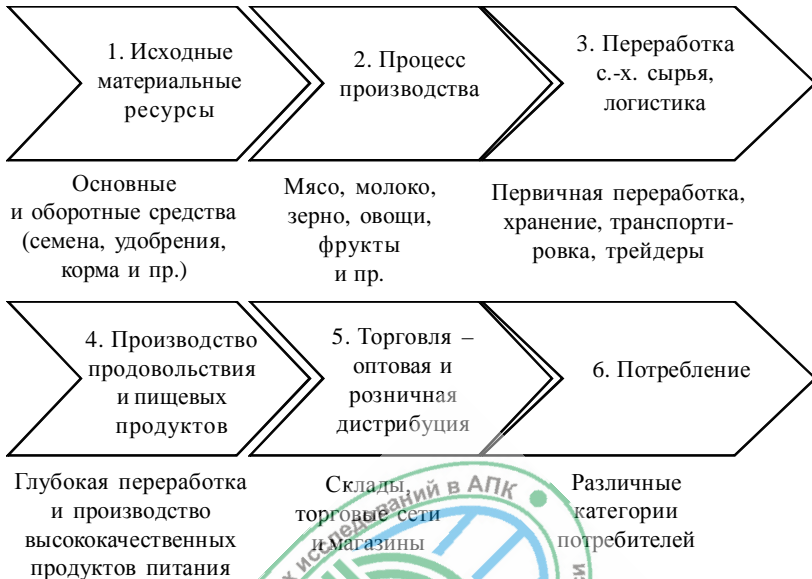 1. Исходные
материальные
ресурсы
2. Процесс
производства
3. Переработка
с.-х. сырья,
логистика
Основные
и оборотные средства
(семена, удобрения,
корма и пр.)
Мясо, молоко,
зерно, овощи,
фрукты
и пр.
Первичная переработка,
хранение, транспорти-
ровка, трейдеры
4. Производство
продовольствия
и пищевых
продуктов
5. Торговля –
оптовая и
розничная
дистрибуция
6. Потребление
Глубокая переработка
и производство
высококачественных
продуктов питания
Склады,
торговые сети
и магазины
Различные
категории
потребителей
в АПК